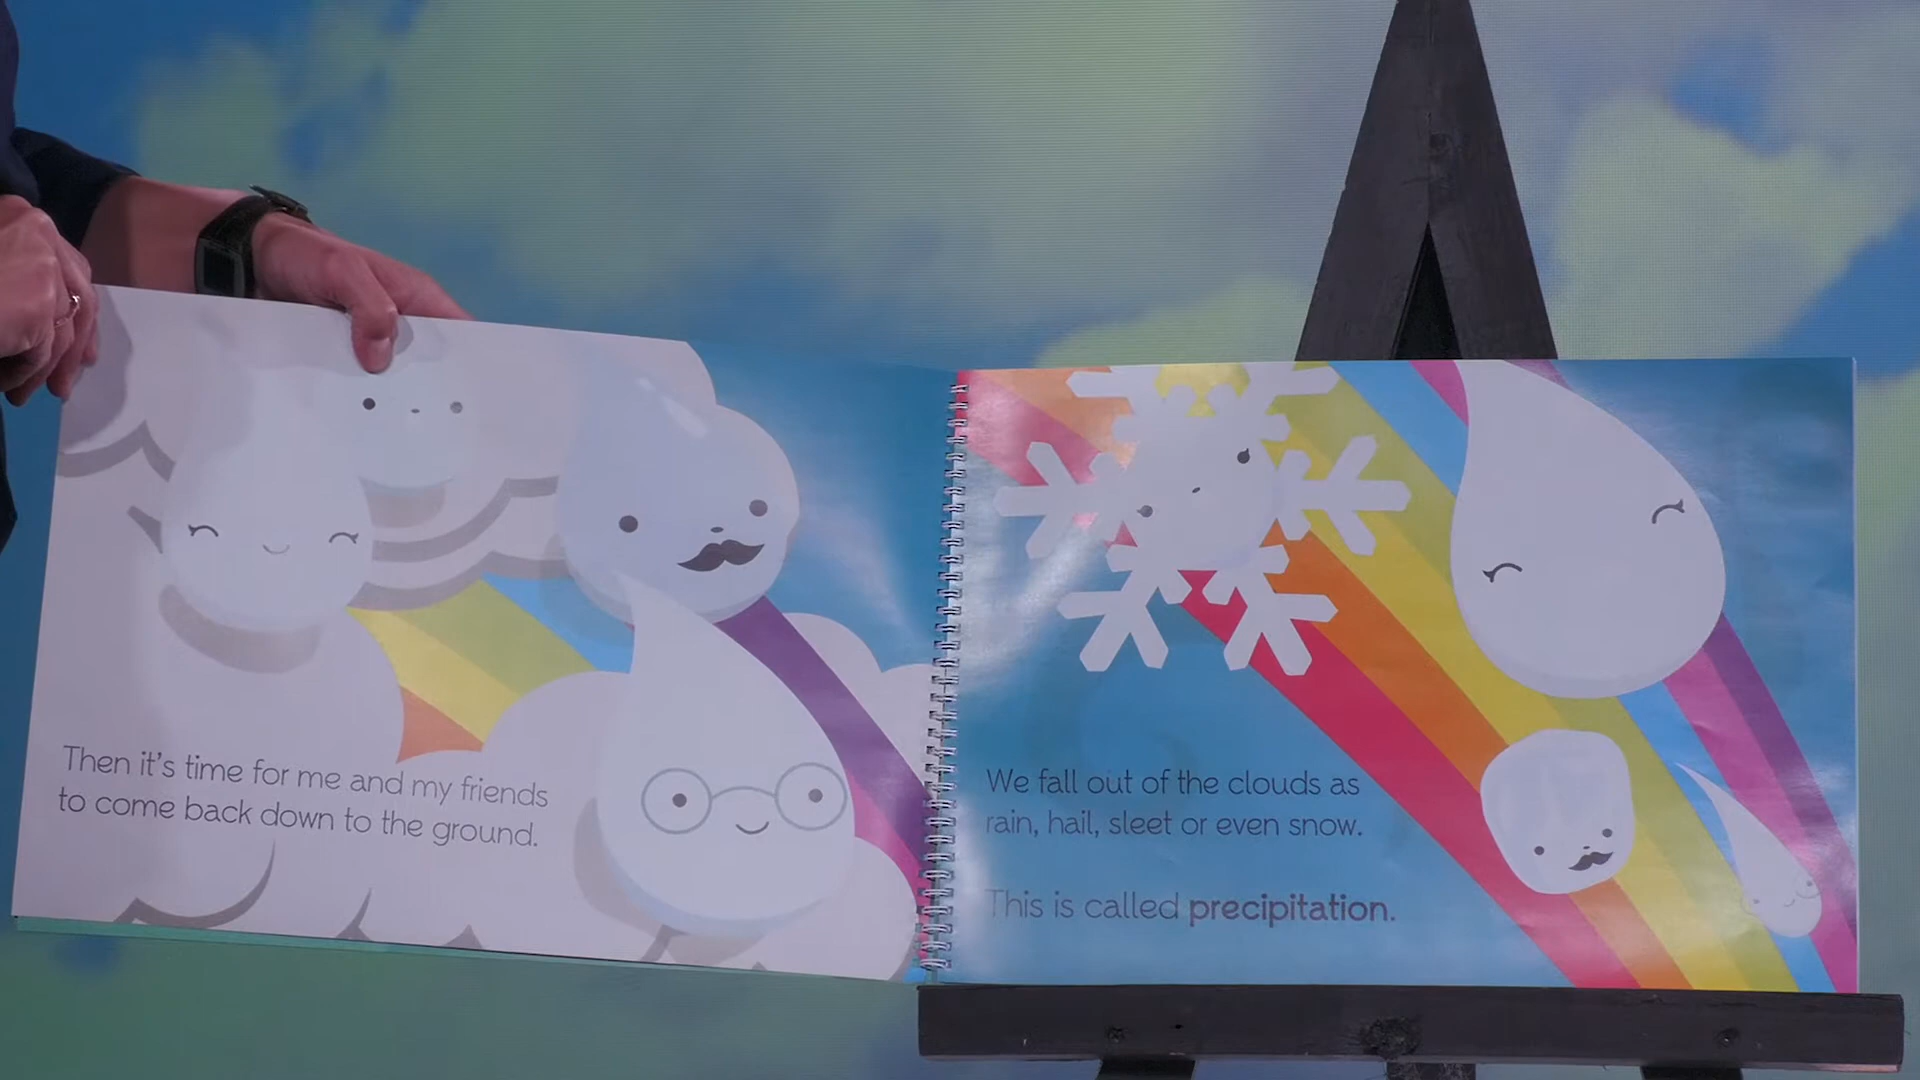 Then it's time for me and my friends
to come back down to the ground.
We fall out of the clouds as
rain, hail, sleet or even snow.
This is called precipitation.